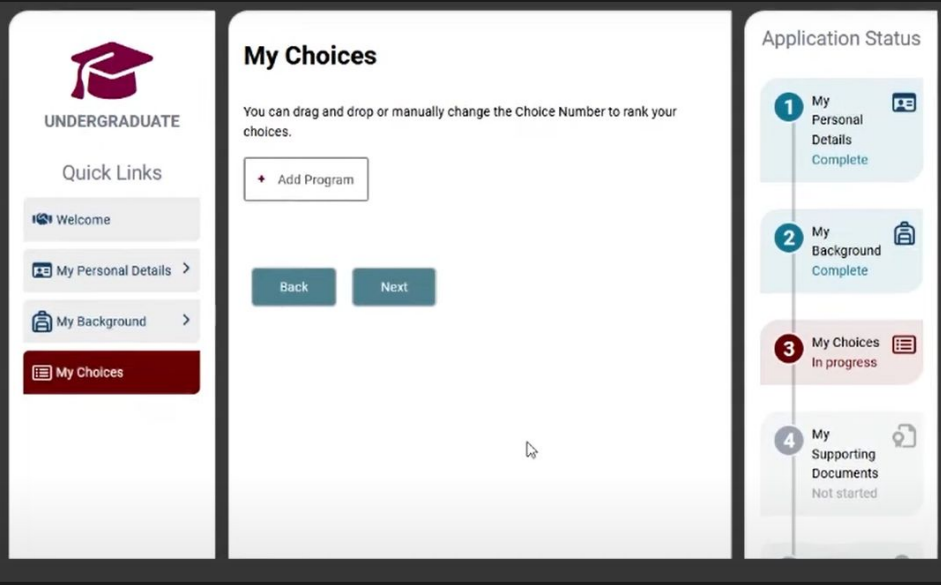 UNDERGRADUATE
Quick Links
Welcome
My Personal Details
My Background
My Choices
My Choices
You can drag and drop or manually change the Choice Number to rank your
choices.
+ Add Program
Back
Next
Application Status
1
My
Personal
Details
Complete
2
My
Background
Complete
3
My Choices
In progress
4
My
Supporting
Documents
Not started